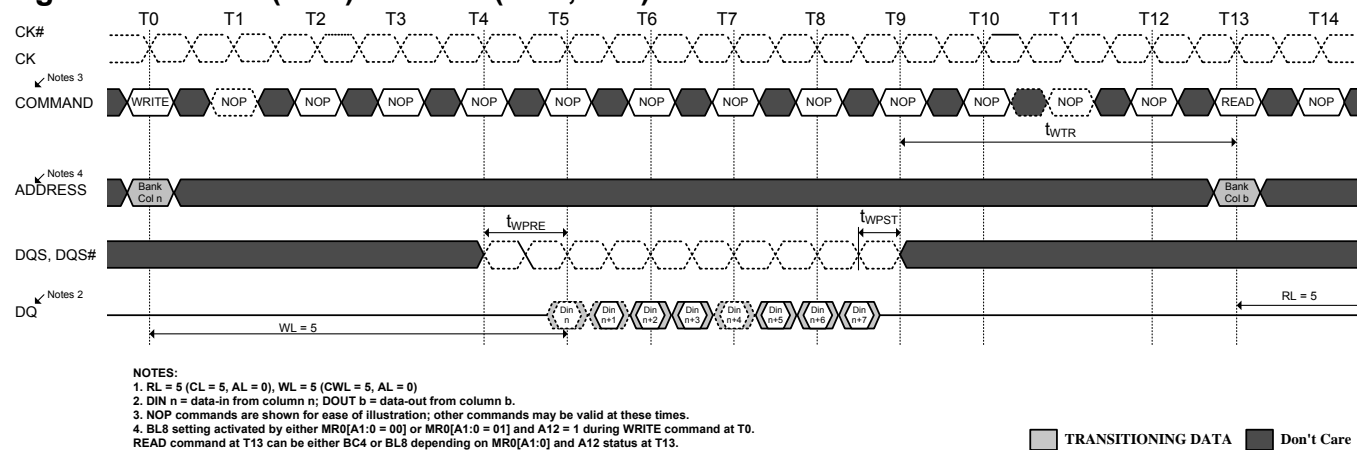 T0 T1 T2 T3 T4 T5 T6 T7 T8 T9 T10 T11 T12 T13 T14
CK#
CK
Notes 3
COMMAND WRITE NOP NOP NOP NOP NOP NOP NOP NOP NOP NOP NOP NOP READ NOP
tWTR
Notes 4
ADDRESS Bank Col n Bank Col b
tWPRE tWPST
DQS, DQS#
Notes 2
DQ Din n Din n+1 Din n+2 Din n+3 Din n+4 Din n+5 Din n+6 Din n+7 RL = 5
WL = 5
NOTES:
1. RL = 5 (CL = 5, AL = 0), WL = 5 (CWL = 5, AL = 0)
2. DIN n = data-in from column n; DOUT b = data-out from column b.
3. NOP commands are shown for ease of illustration; other commands may be valid at these times.
4. BL8 setting activated by either MR0[A1:0 = 00] or MR0[A1:0 = 01] and A12 = 1 during WRITE command at T0.
READ command at T13 can be either BC4 or BL8 depending on MR0[A1:0] and A12 status at T13.
TRANSITIONING DATA Don't Care